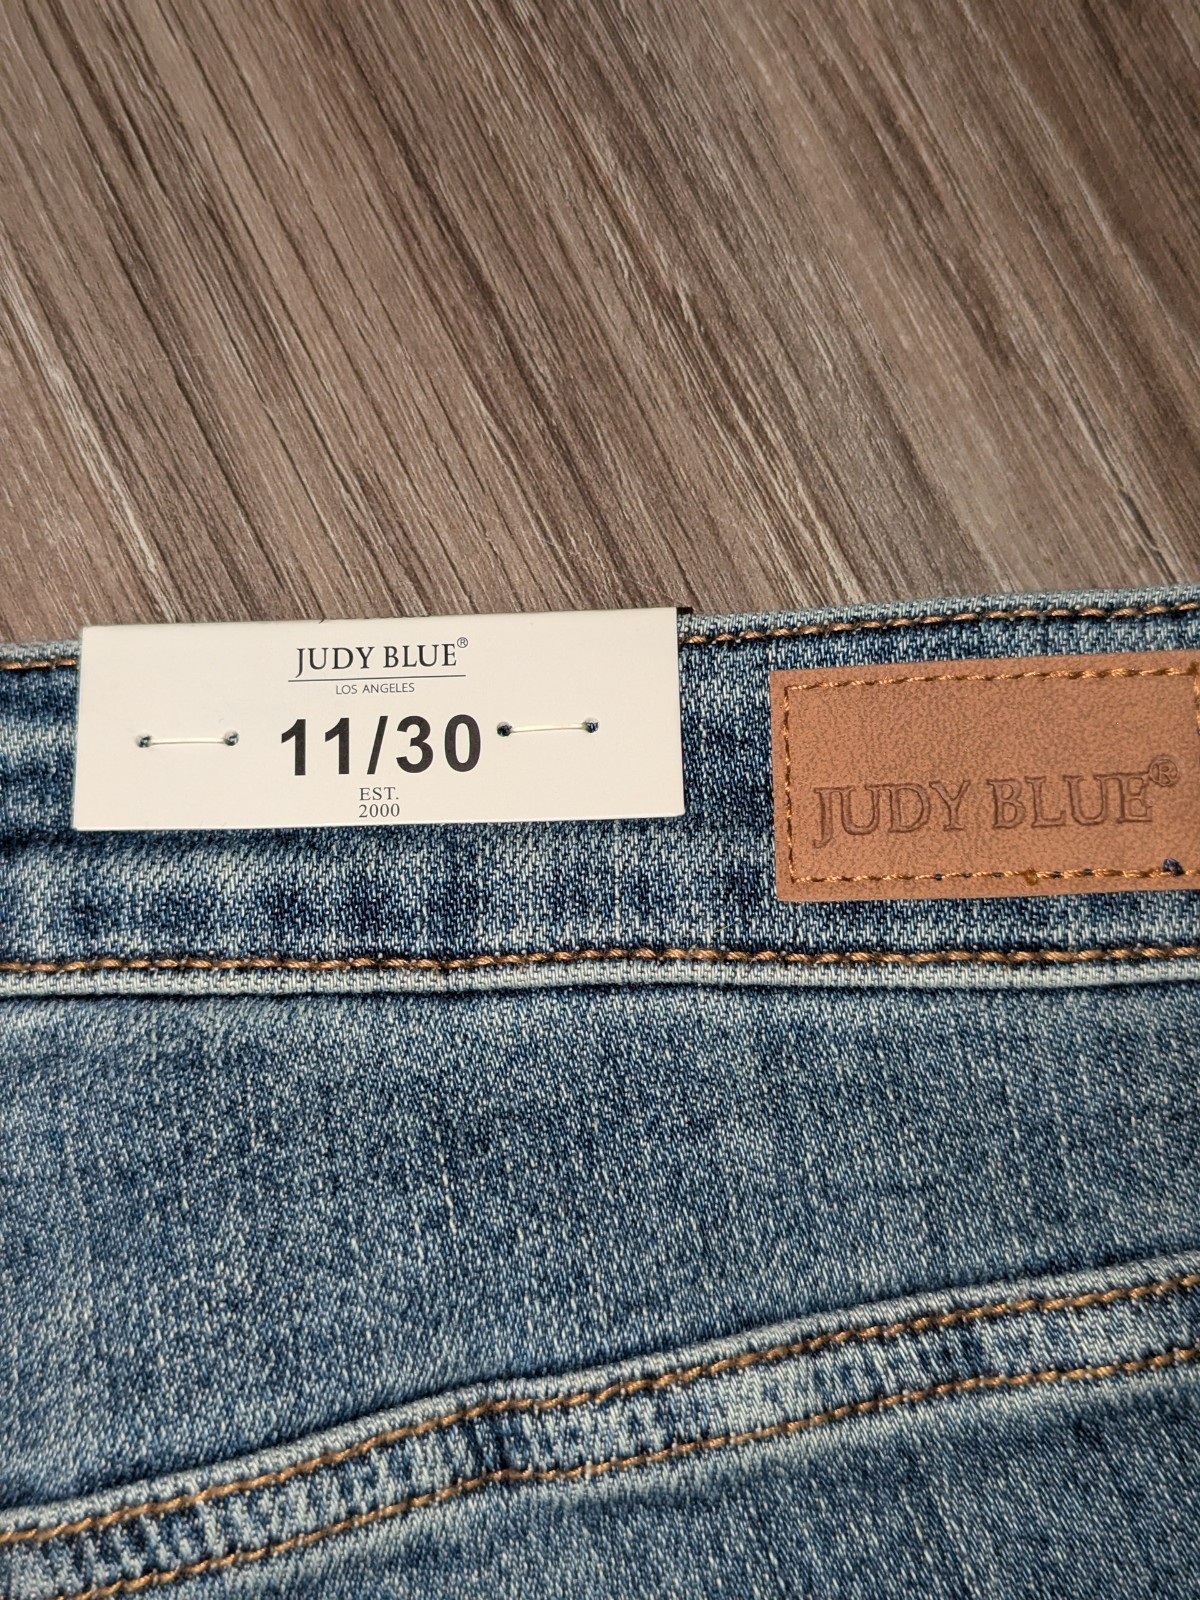 JUDY BLUE®
LOS ANGELES
11/30
EST.
2000
JUDY BLUE®